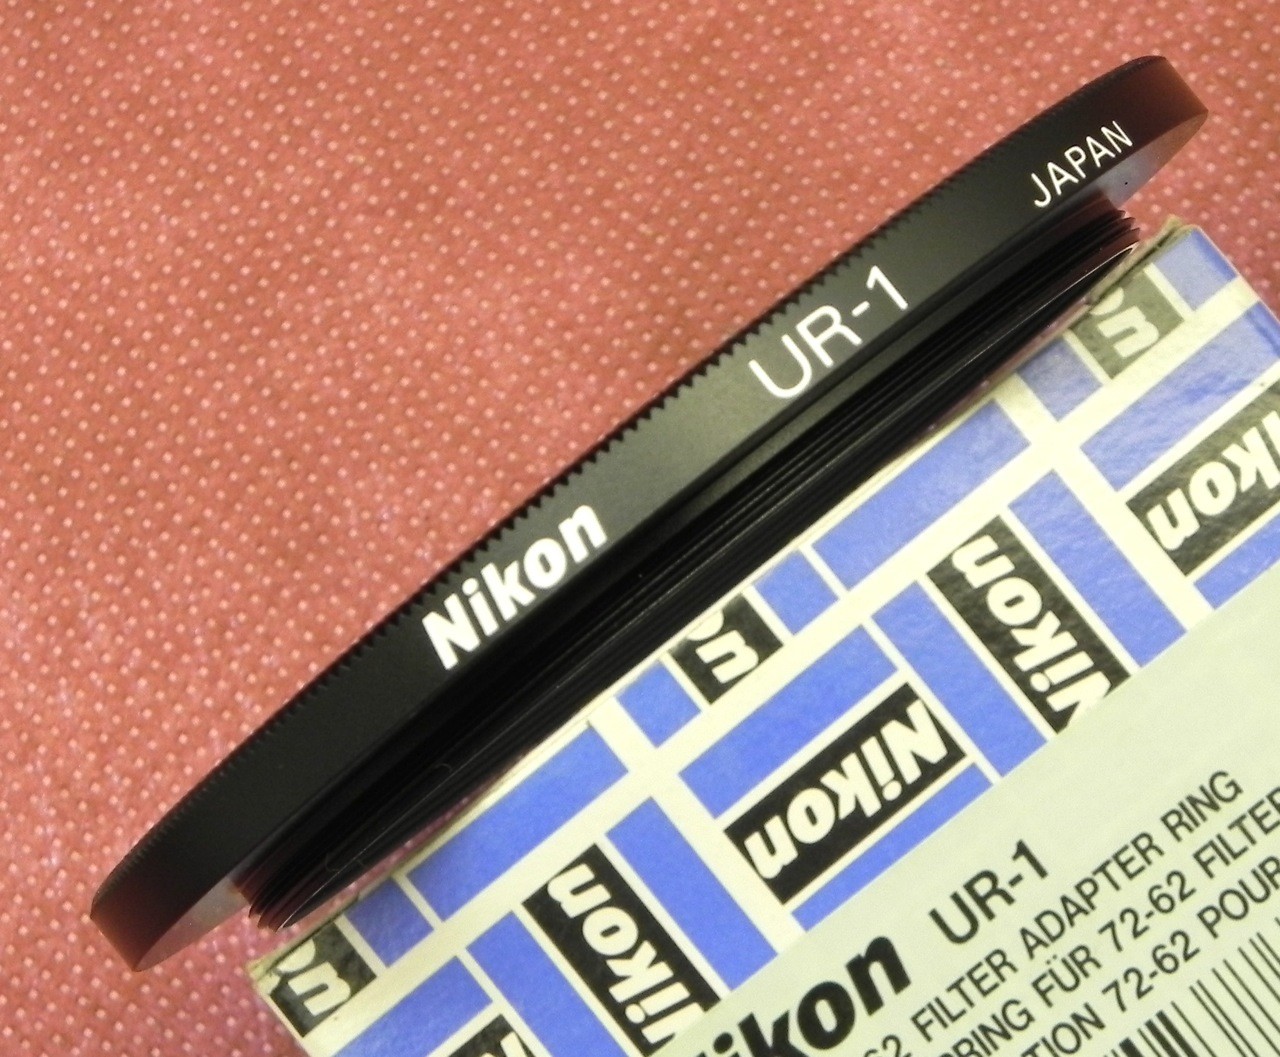 Nikon UR-1 JAPAN
Nikon
Nikon
Nikon
Nikon
Nikon UR-1
62 FILTER ADAPTER RING
RING FÜR 72-62 FILTER
TION 72-62 POUR